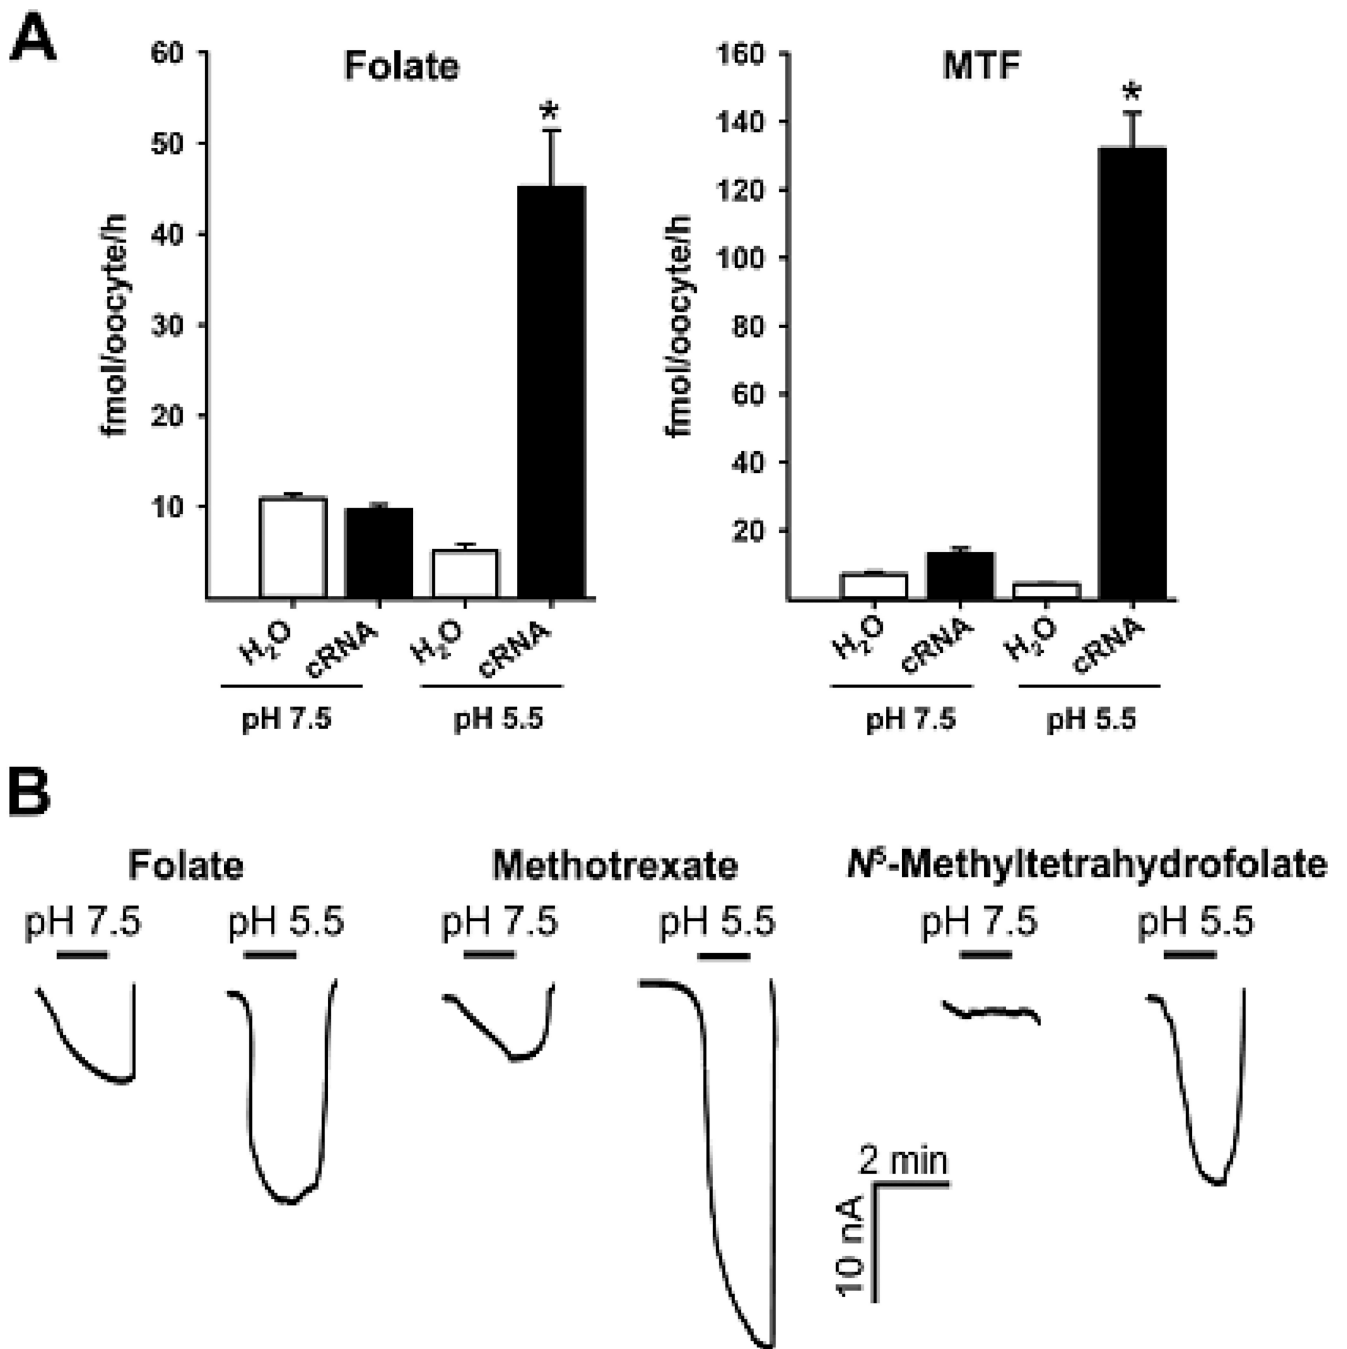 A
Folate
60
50
40
30
20
10
fmol/oocyte/h
H₂O
cRNA
H₂O
cRNA
pH 7.5
pH 5.5
MTF
160
140
120
100
80
60
40
20
fmol/oocyte/h
*
*
H₂O
cRNA
H₂O
cRNA
pH 7.5
pH 5.5
B
Folate
pH 7.5
pH 5.5
Methotrexate
pH 7.5
pH 5.5
N⁵-Methyltetrahydrofolate
pH 7.5
pH 5.5
2 min
10 nA